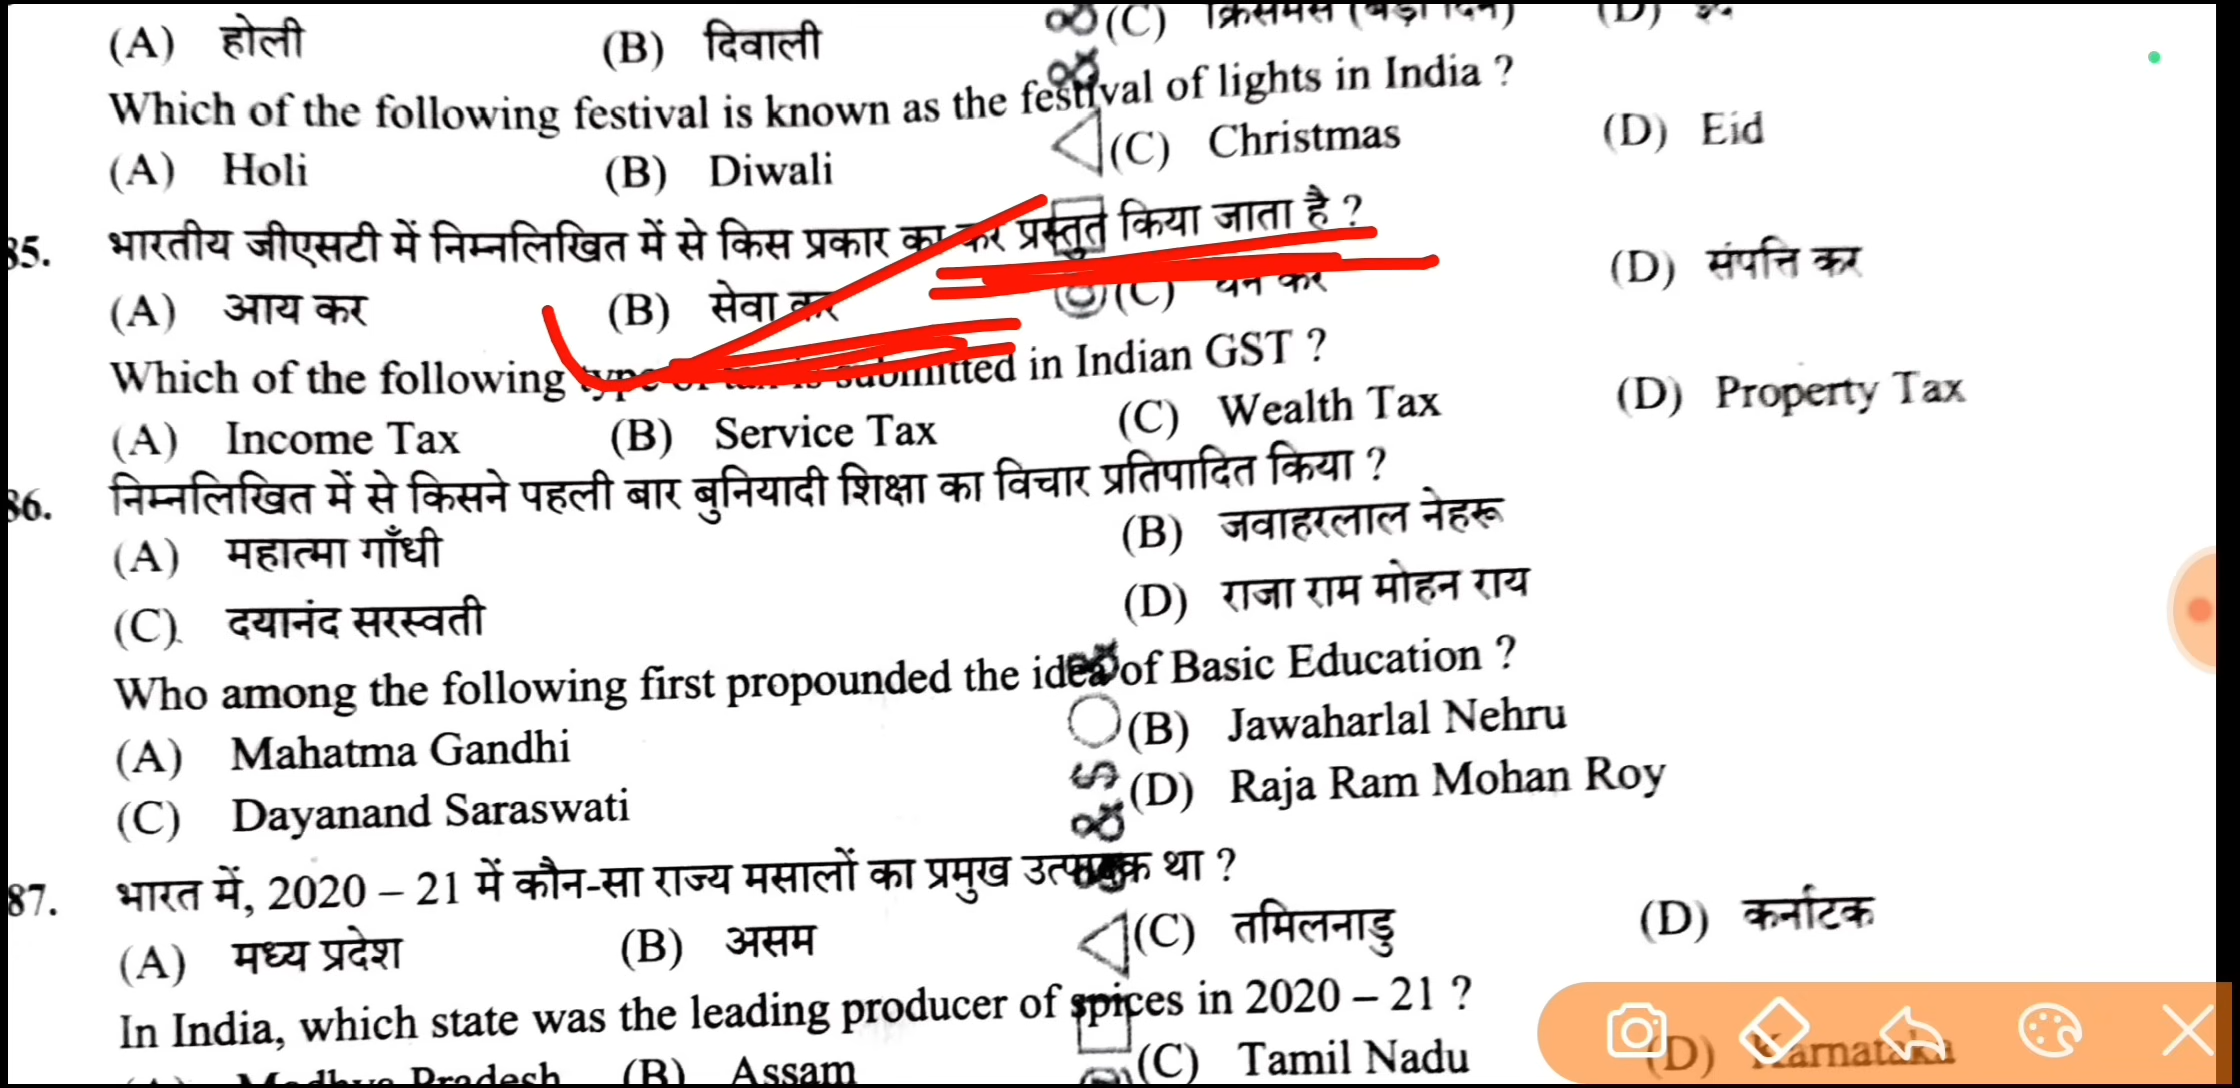 (A) होली (B) दिवाली (C) क्रिसमस (बड़ा दिन) (D)
Which of the following festival is known as the festival of lights in India ?
(A) Holi (B) Diwali (C) Christmas (D) Eid
85. भारतीय जीएसटी में निम्नलिखित में से किस प्रकार का कर प्रस्तुत किया जाता है ?
(A) आय कर (B) सेवा कर (C) धन कर (D) संपत्ति कर
Which of the following type of tax is submitted in Indian GST ?
(A) Income Tax (B) Service Tax (C) Wealth Tax (D) Property Tax
86. निम्नलिखित में से किसने पहली बार बुनियादी शिक्षा का विचार प्रतिपादित किया ?
(A) महात्मा गाँधी (B) जवाहरलाल नेहरू
(C) दयानंद सरस्वती (D) राजा राम मोहन राय
Who among the following first propounded the idea of Basic Education ?
(A) Mahatma Gandhi (B) Jawaharlal Nehru
(C) Dayanand Saraswati (D) Raja Ram Mohan Roy
87. भारत में, 2020 – 21 में कौन-सा राज्य मसालों का प्रमुख उत्पादक था ?
(A) मध्य प्रदेश (B) असम (C) तमिलनाडु (D) कर्नाटक
In India, which state was the leading producer of spices in 2020 – 21 ?
(A) Madhya Pradesh (B) Assam (C) Tamil Nadu (D) Karnataka